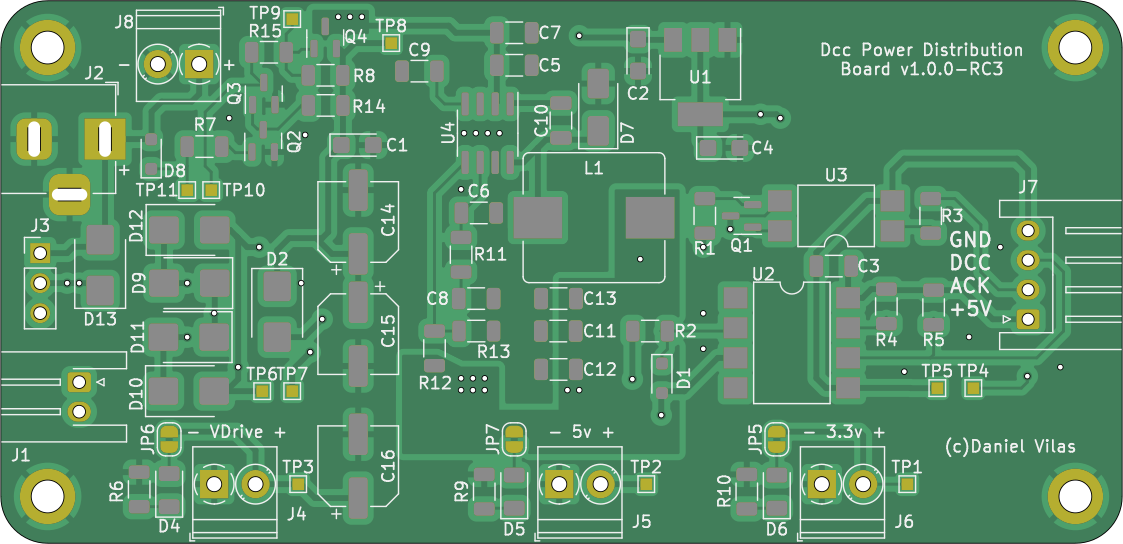 J8
TP9
R15
Q4
TP8
C7
Dcc Power Distribution
Board v1.0.0-RC3
- +
C9
C5
J2
R8
U1
Q3
R14
C2
R7
Q2
U4
C10
D7
C1
C4
+
D8
L1
TP11
TP10
U3
J7
C6
D12
C14
R3
J3
R1
Q1
GND
R11
DCC
D2
+
C3
D9
U2
ACK
+
C8
C13
+5V
D13
D11
C15
R13
C11
R2
R4
R5
R12
C12
TP6
TP7
D1
TP5
TP4
D10
JP6
- VDrive +
JP7
- 5v +
JP5
- 3.3v +
(c)Daniel Vilas
J1
C16
TP3
TP2
TP1
R6
R9
R10
+
D4
J4
D5
J5
D6
J6